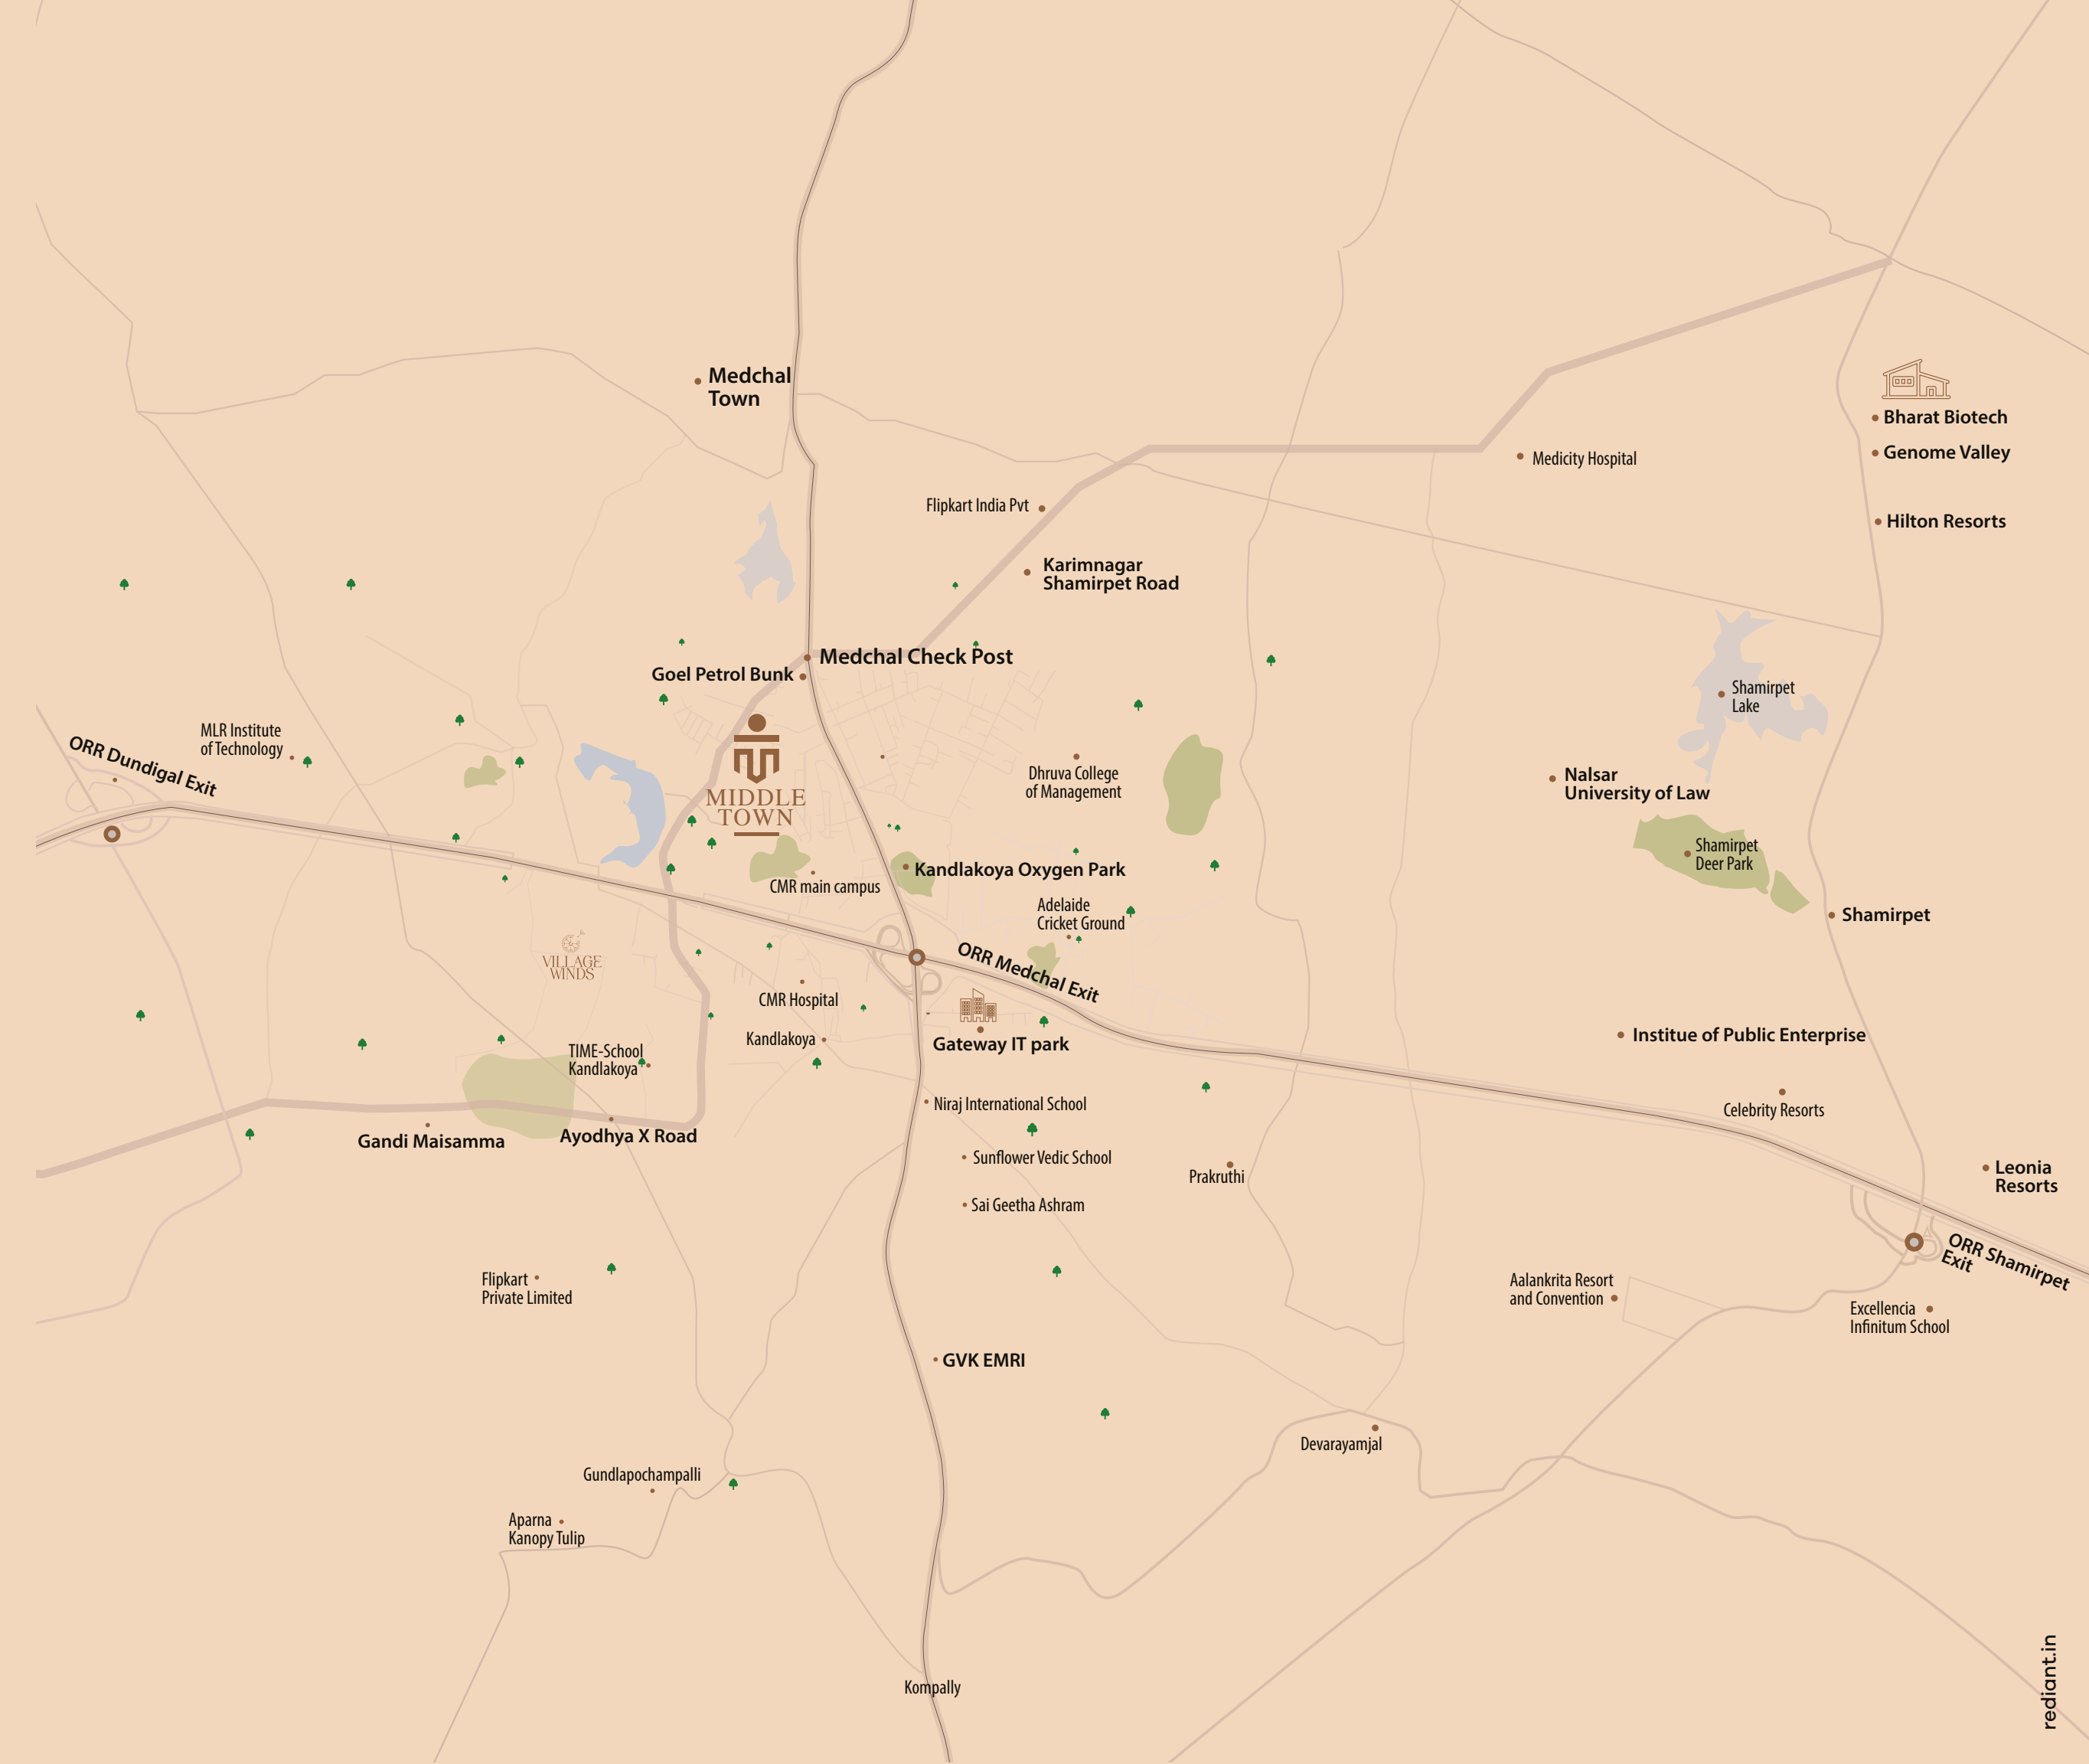 Medchal
Town
Bharat Biotech
Genome Valley
Medicity Hospital
Flipkart India Pvt
Hilton Resorts
Karimnagar
Shamirpet Road
Medchal Check Post
Goel Petrol Bunk
Shamirpet
Lake
MLR Institute
of Technology
ORR Dundigal Exit
MIDDLE
TOWN
Dhruva College
of Management
Nalsar
University of Law
Shamirpet
Deer Park
Kandlakoya Oxygen Park
CMR main campus
Adelaide
Cricket Ground
Shamirpet
ORR Medchal Exit
VILLAGE
WINDS
CMR Hospital
Kandlakoya
Gateway IT park
Institue of Public Enterprise
TIME-School
Kandlakoya
Niraj International School
Celebrity Resorts
Gandi Maisamma
Ayodhya X Road
Sunflower Vedic School
Prakruthi
Leonia
Resorts
Sai Geetha Ashram
ORR Shamirpet
Exit
Flipkart
Private Limited
Aalankrita Resort
and Convention
Excellencia
Infinitum School
GVK EMRI
Devarayamjal
Gundlapochampalli
Aparna
Kanopy Tulip
Kompally
rediant.in